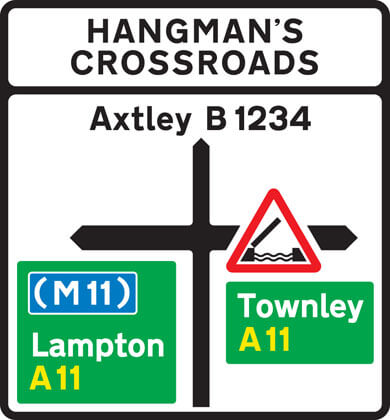 HANGMAN'S
CROSSROADS
Axtley B 1234
(M 11)
Lampton
A 11
Townley
A 11